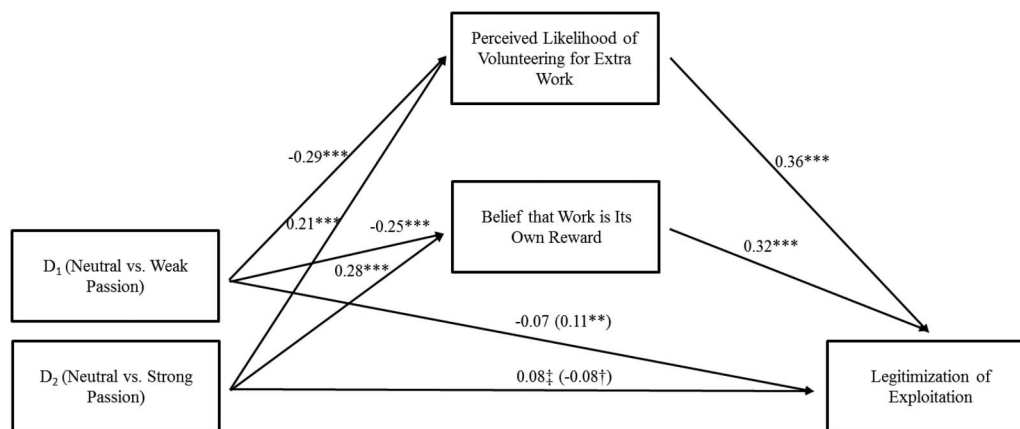 Perceived Likelihood of
Volunteering for Extra
Work
-0.29***
0.36***
0.21***
-0.25***
Belief that Work is Its
Own Reward
0.32***
0.28***
D₁ (Neutral vs. Weak
Passion)
-0.07 (0.11**)
D₂ (Neutral vs. Strong
Passion)
0.08‡ (-0.08†)
Legitimization of
Exploitation